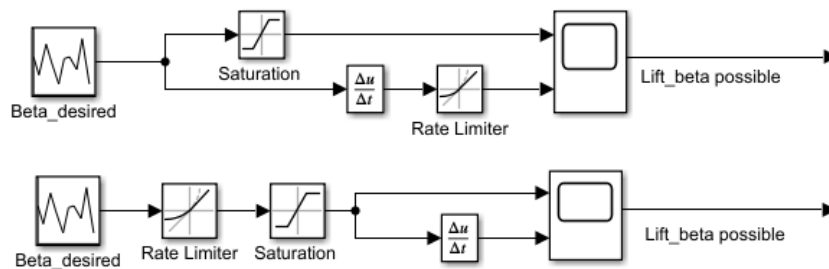 Saturation
Beta_desired
Δu
Δt
Rate Limiter
Lift_beta possible
Beta_desired
Rate Limiter
Saturation
Δu
Δt
Lift_beta possible